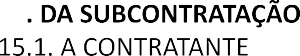 . DA SUBCONTRATAÇÃO
15.1. A CONTRATANTE